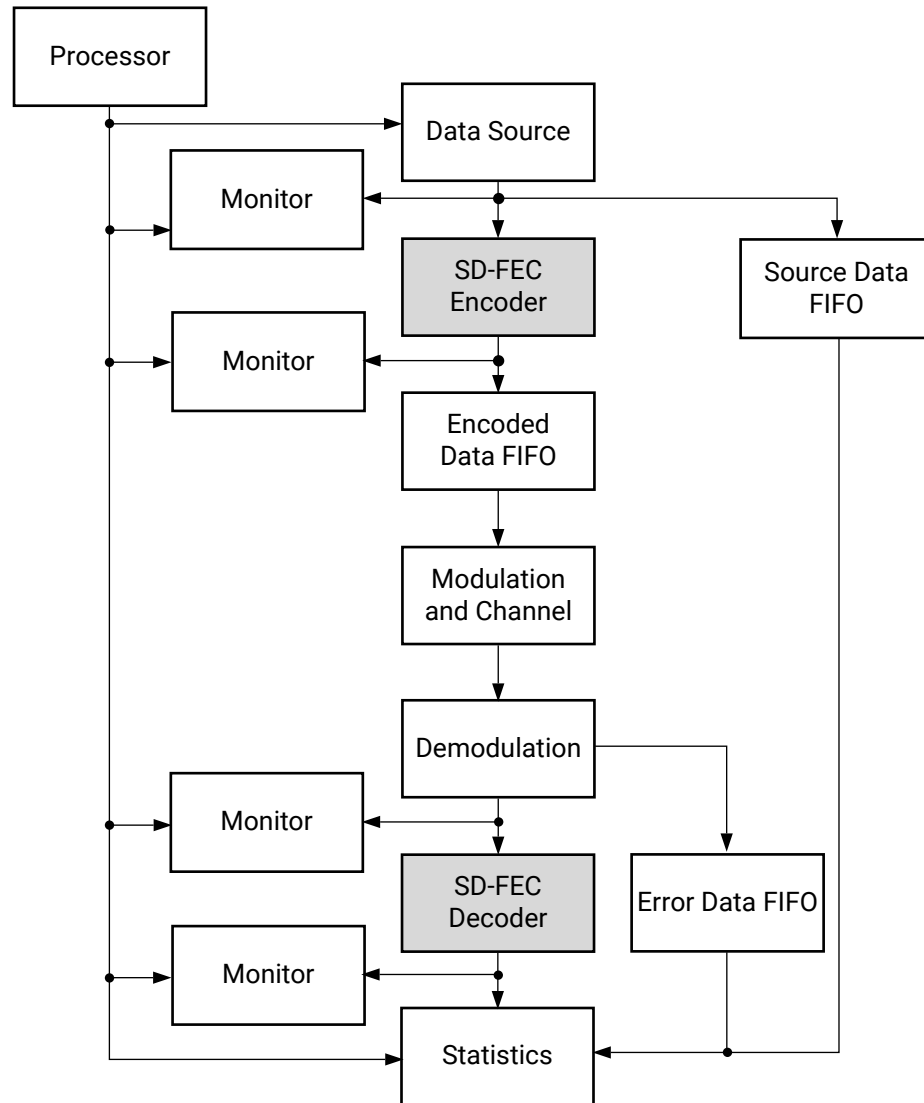 Processor
Data Source
Monitor
SD-FEC
Encoder
Source Data
FIFO
Monitor
Encoded
Data FIFO
Modulation
and Channel
Demodulation
Monitor
SD-FEC
Decoder
Error Data FIFO
Monitor
Statistics